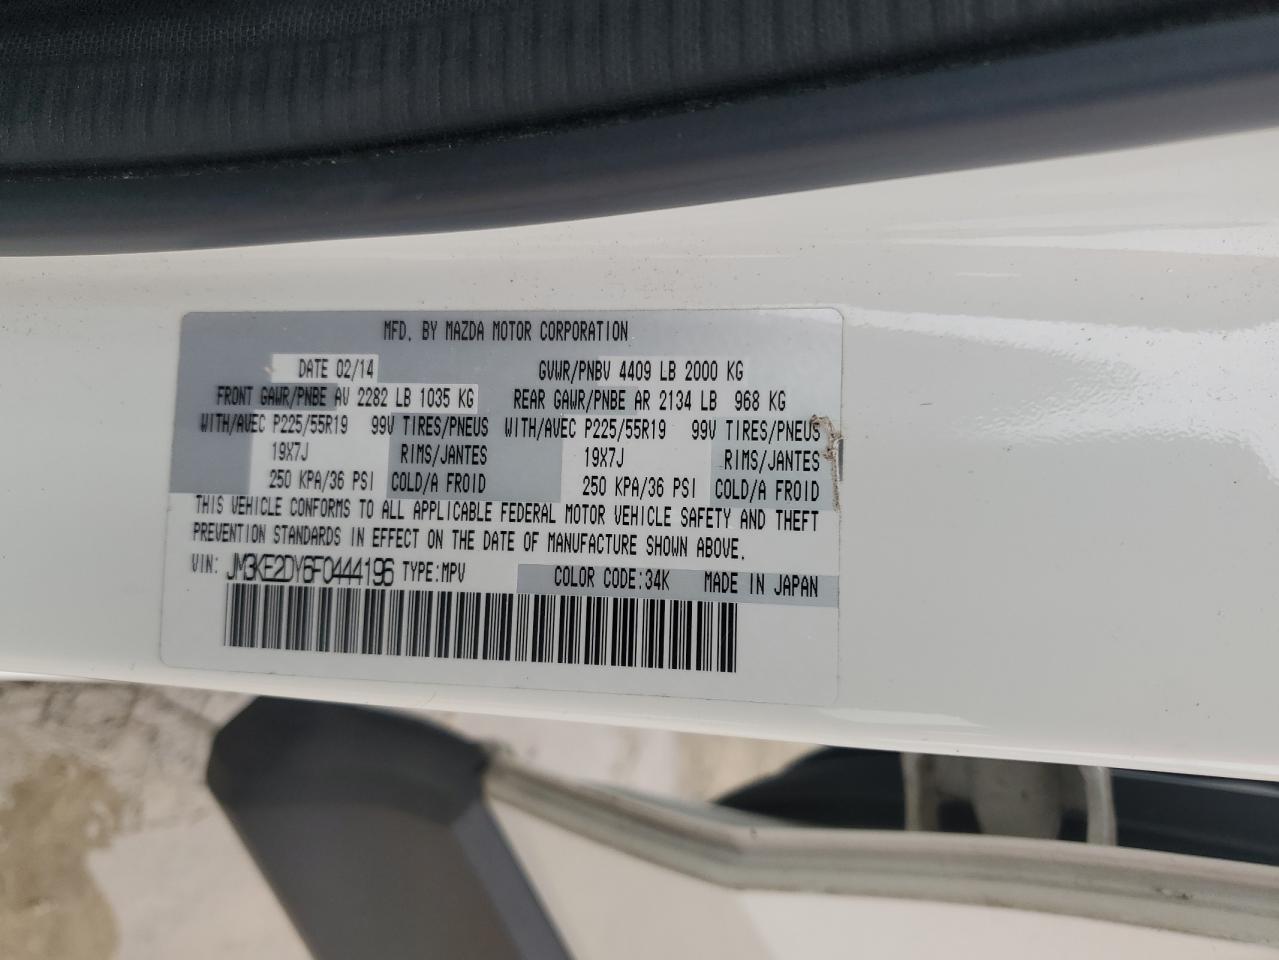 MFD. BY MAZDA MOTOR CORPORATION
DATE 02/14 GVWR/PNBV 4409 LB 2000 KG
FRONT GAWR/PNBE AV 2282 LB 1035 KG REAR GAWR/PNBE AR 2134 LB 968 KG
WITH/AVEC P225/55R19 99V TIRES/PNEUS WITH/AVEC P225/55R19 99V TIRES/PNEUS
19X7J RIMS/JANTES 19X7J RIMS/JANTES
250 KPA/36 PSI COLD/A FROID 250 KPA/36 PSI COLD/A FROID
THIS VEHICLE CONFORMS TO ALL APPLICABLE FEDERAL MOTOR VEHICLE SAFETY AND THEFT
PREVENTION STANDARDS IN EFFECT ON THE DATE OF MANUFACTURE SHOWN ABOVE.
VIN: JM3KE2DY6F0444196 TYPE:MPV COLOR CODE:34K MADE IN JAPAN